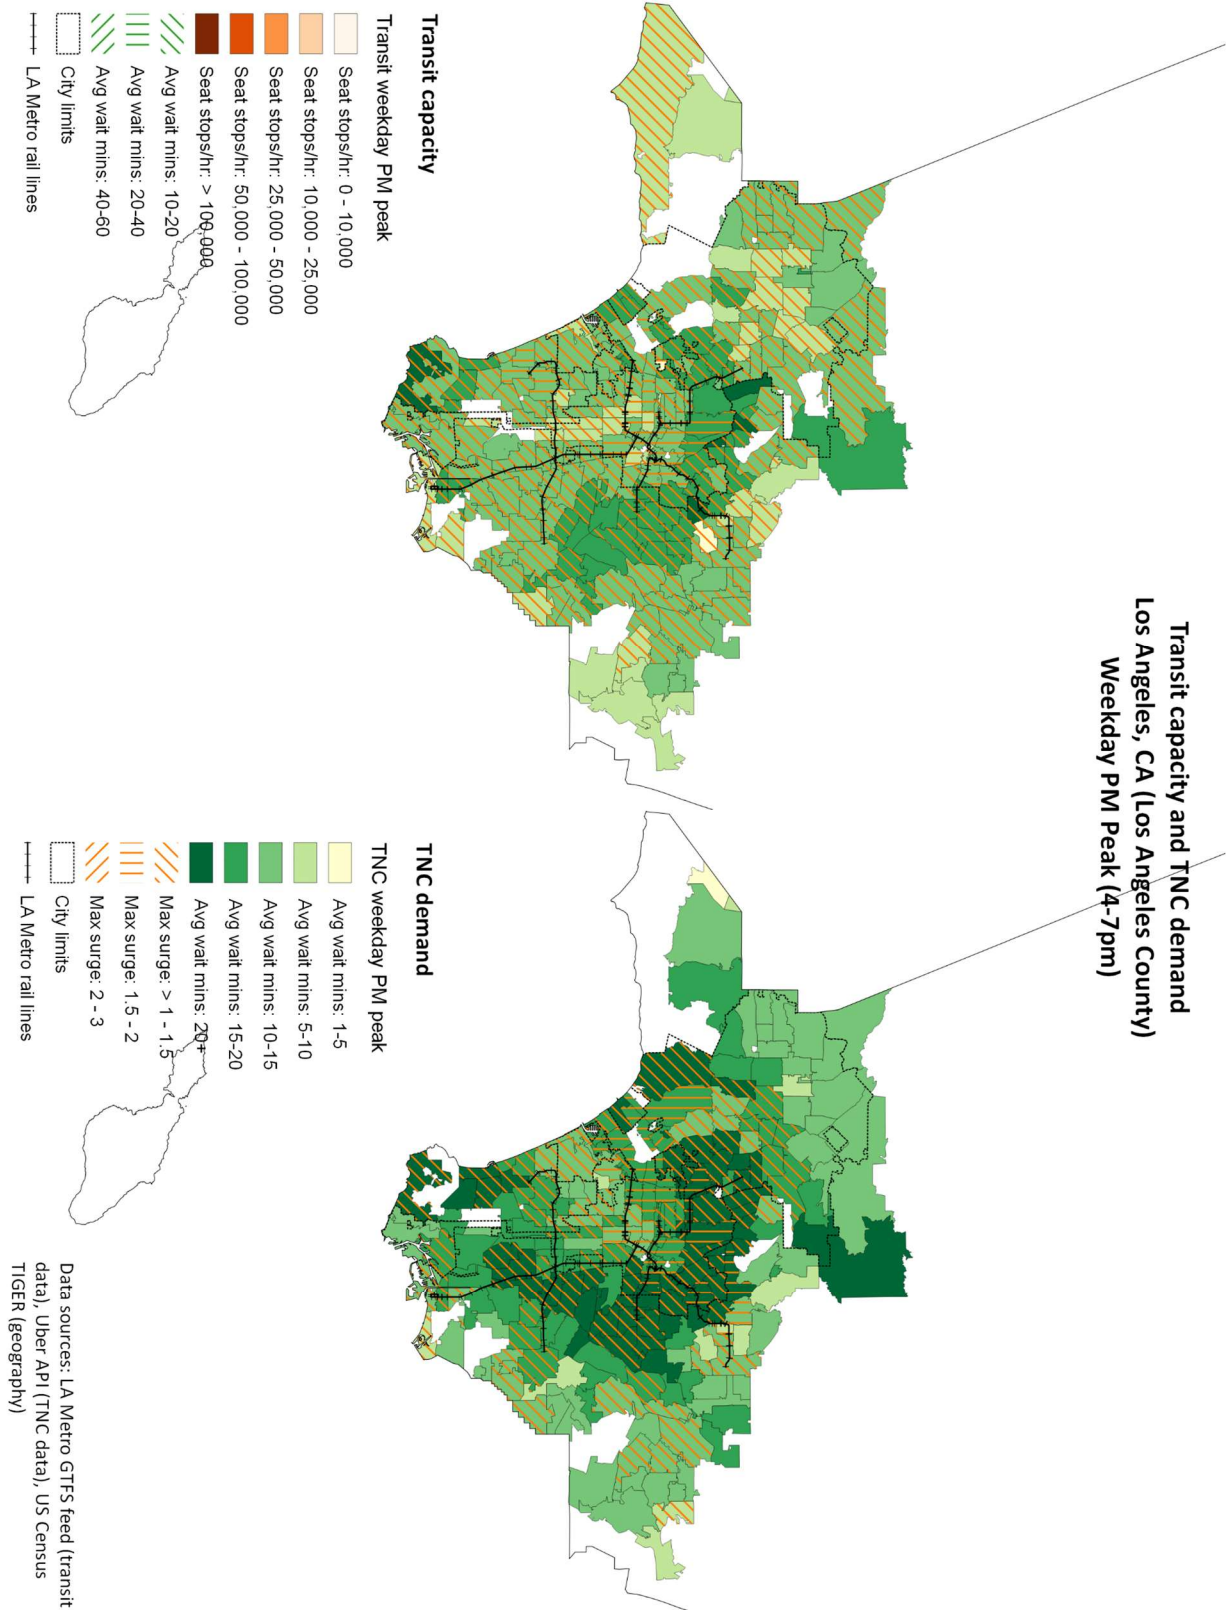 Transit capacity and TNC demand
Los Angeles, CA (Los Angeles County)
Weekday PM Peak (4-7pm)
Transit capacity
Transit weekday PM peak
Seat stops/hr: 0 - 10,000
Seat stops/hr: 10,000 - 25,000
Seat stops/hr: 25,000 - 50,000
Seat stops/hr: 50,000 - 100,000
Seat stops/hr: > 100,000
Avg wait mins: 10-20
Avg wait mins: 20-40
Avg wait mins: 40-60
City limits
LA Metro rail lines
TNC demand
TNC weekday PM peak
Avg wait mins: 1-5
Avg wait mins: 5-10
Avg wait mins: 10-15
Avg wait mins: 15-20
Avg wait mins: 20+
Max surge: > 1 - 1.5
Max surge: 1.5 - 2
Max surge: 2 - 3
City limits
LA Metro rail lines
Data sources: LA Metro GTFS feed (transit
data), Uber API (TNC data), US Census
TIGER (geography)